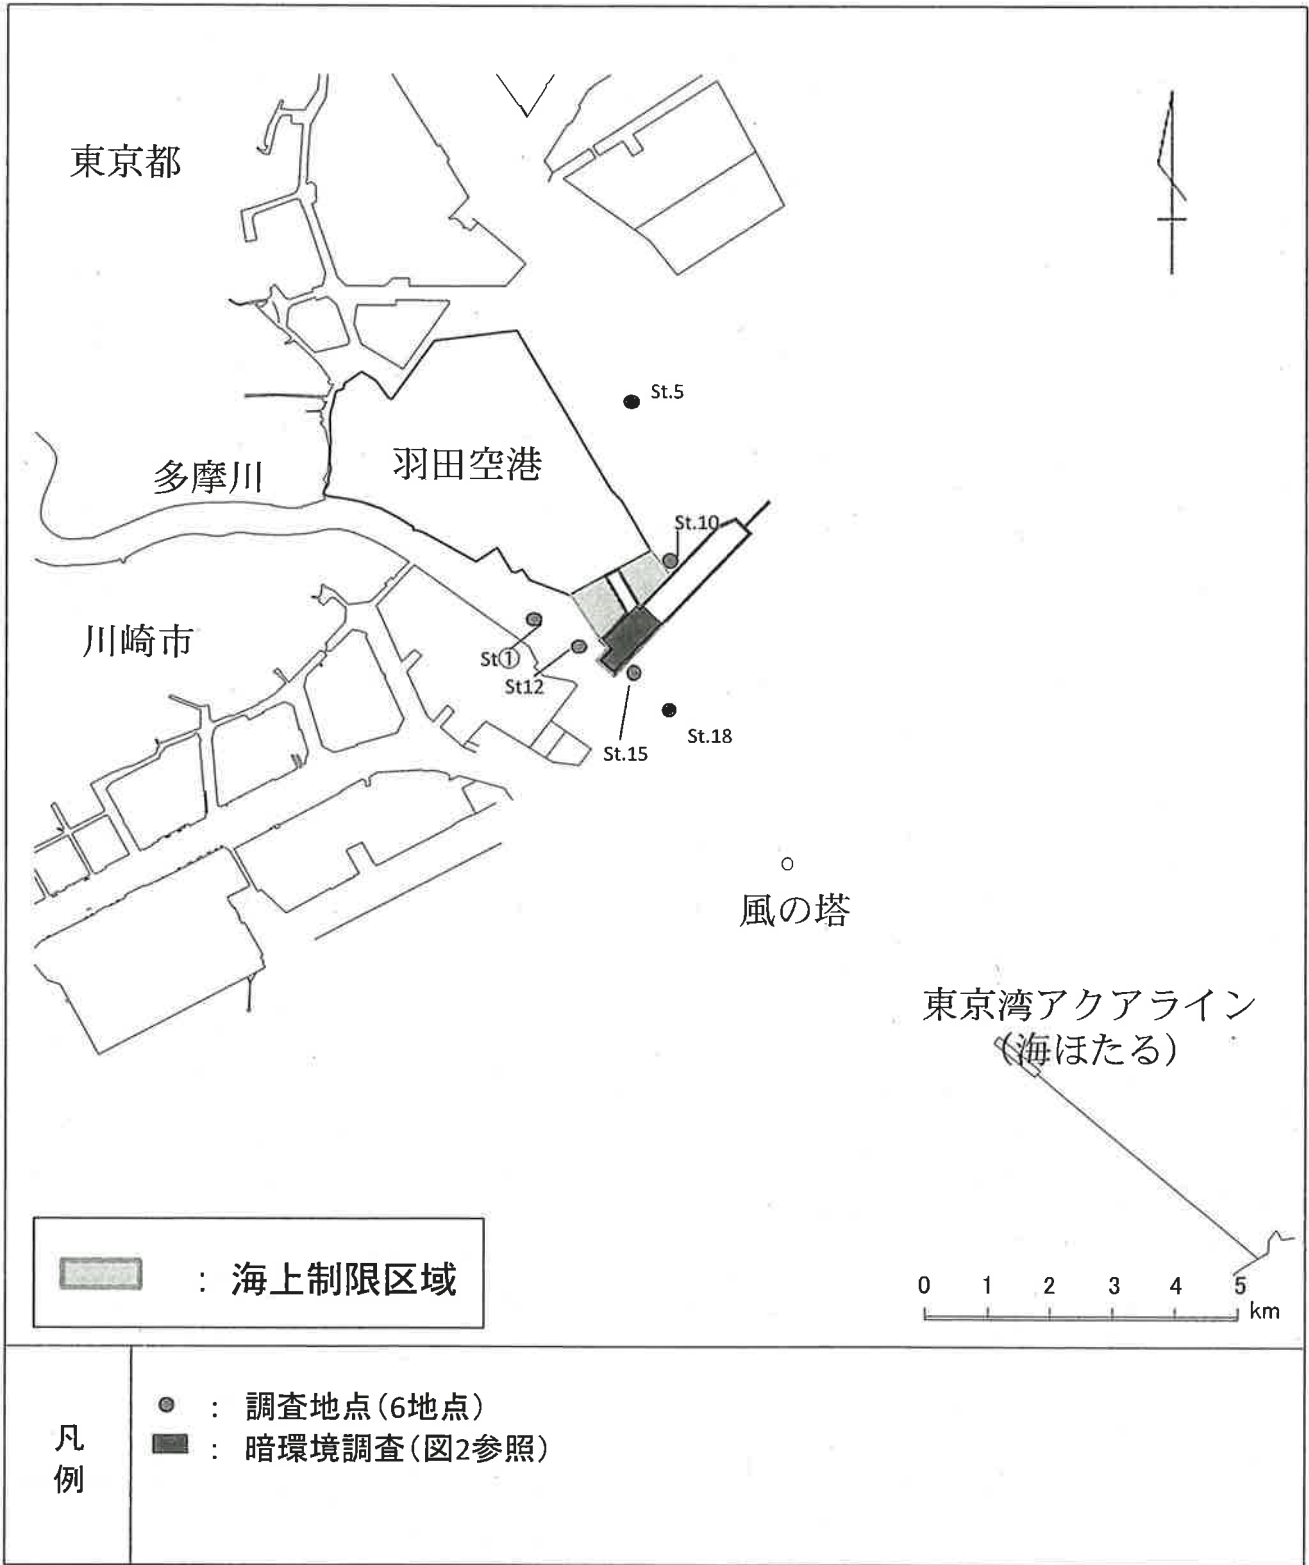 東京都
St.5
羽田空港
多摩川
St.10
川崎市
St①
St12
St.15
St.18
風の塔
東京湾アクアライン
(海ほたる)
：海上制限区域
0 1 2 3 4 5
km
凡例
：調査地点(6地点)
：暗環境調査(図2参照)